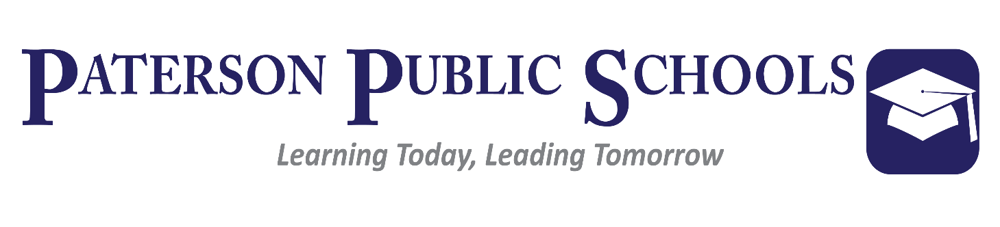 PATERSON PUBLIC SCHOOLS
Learning Today, Leading Tomorrow